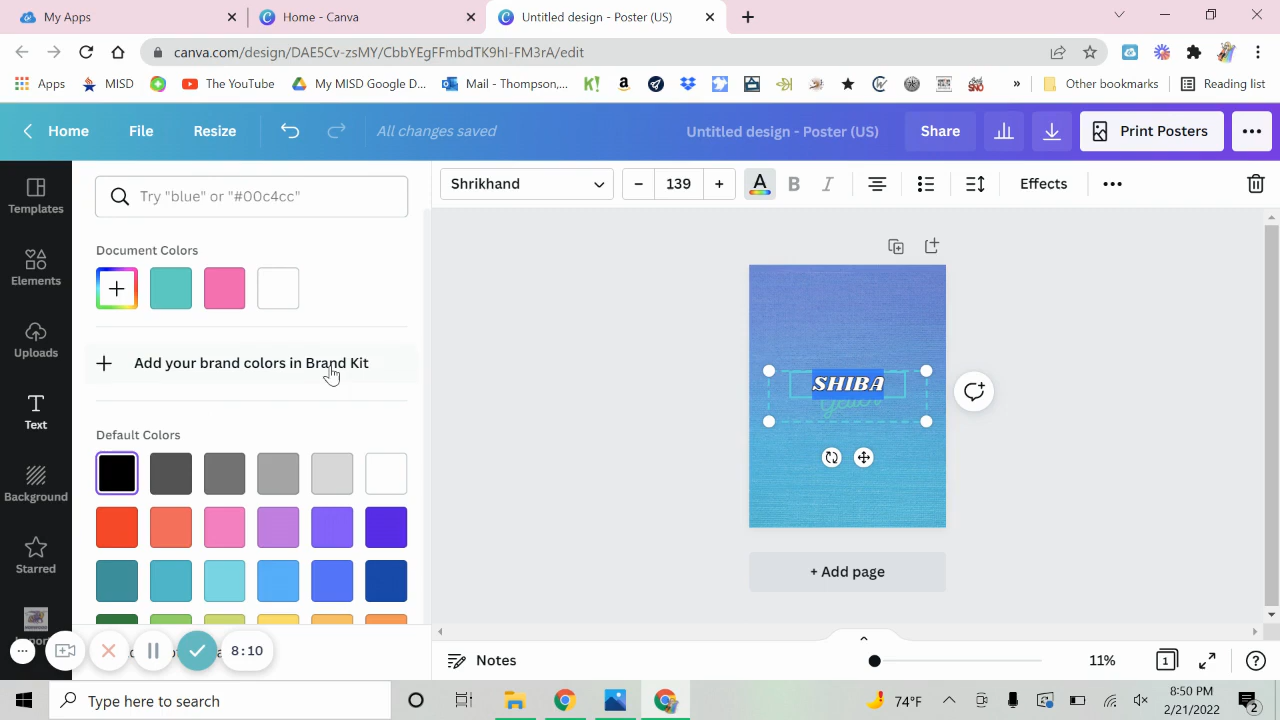 My Apps
Home - Canva
Untitled design - Poster (US)
canva.com/design/DAE5Cv-zsMY/CbbYEgFFmbdTK9hI-FM3rA/edit
Apps
MISD
The YouTube
My MISD Google D...
Mail - Thompson,...
K!
a
»
Other bookmarks
Reading list
Home
File
Resize
All changes saved
Untitled design - Poster (US)
Share
Print Posters
Templates
Elements
Uploads
Text
Background
Starred
Try "blue" or "#00c4cc"
Document Colors
Add your brand colors in Brand Kit
Default Colors
Shrikhand
139
A
B
I
Effects
SHIBA
+ Add page
8:10
Notes
11%
1
Type here to search
74°F
8:50 PM
2/21/2022
2